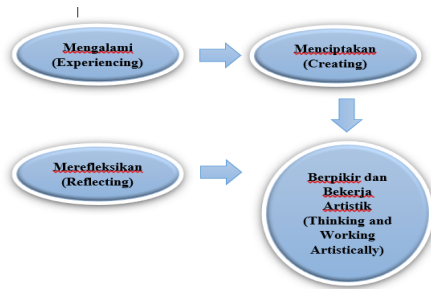 Mengalami
(Experiencing)
Menciptakan
(Creating)
Merefleksikan
(Reflecting)
Berpikir dan
Bekerja
Artistik
(Thinking and
Working
Artistically)